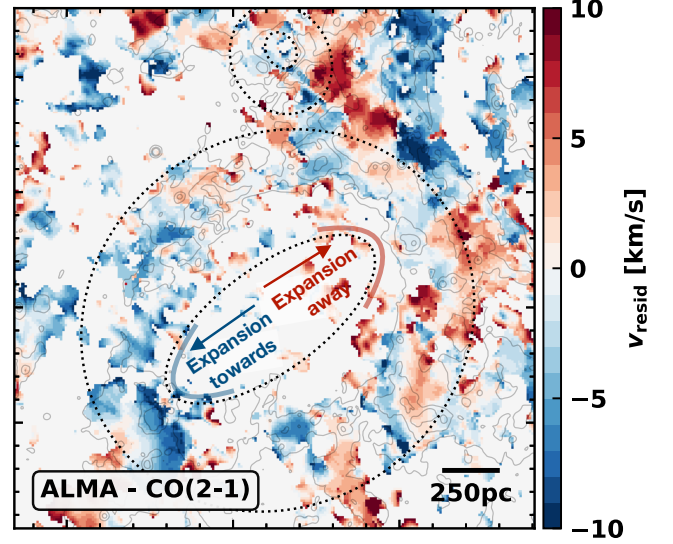 10
5
0
−5
−10
v_resid [km/s]
Expansion
away
Expansion
towards
ALMA - CO(2-1)
250pc